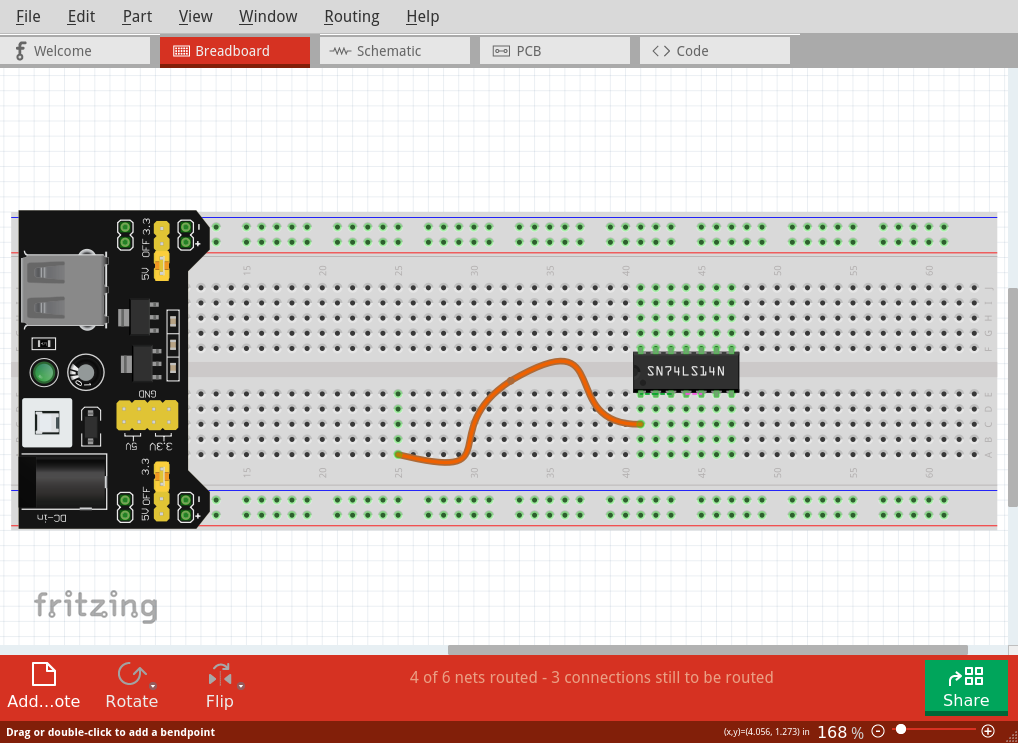 File Edit Part View Window Routing Help
Welcome Breadboard Schematic PCB Code
3.3
OFF
5V
-
+
15 20 25 30 35 40 45 50 55 60
J
I
H
G
F
SN74LS14N
GND
5V 3.3V
E
D
C
B
A
15 20 25 30 35 40 45 50 55 60
3.3
OFF
5V
-
+
DC-in
fritzing
Add...ote Rotate Flip
4 of 6 nets routed - 3 connections still to be routed
Share
Drag or double-click to add a bendpoint
(x,y)=(4.056, 1.273) in 168 %